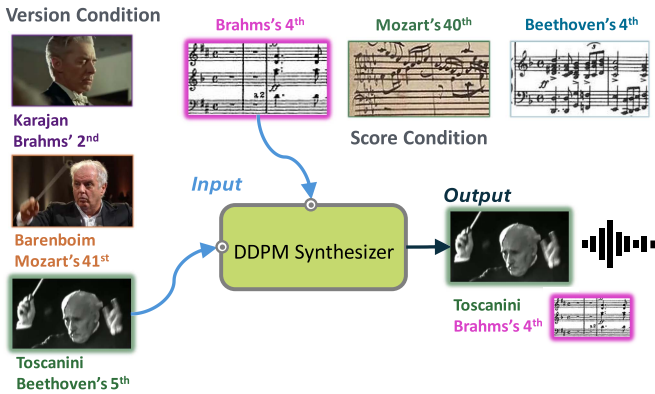 Version Condition
Karajan
Brahms' 2nd
Barenboim
Mozart's 41st
Toscanini
Beethoven's 5th
Brahms's 4th
Mozart's 40th
Beethoven's 4th
Score Condition
Input
DDPM Synthesizer
Output
Toscanini
Brahms's 4th